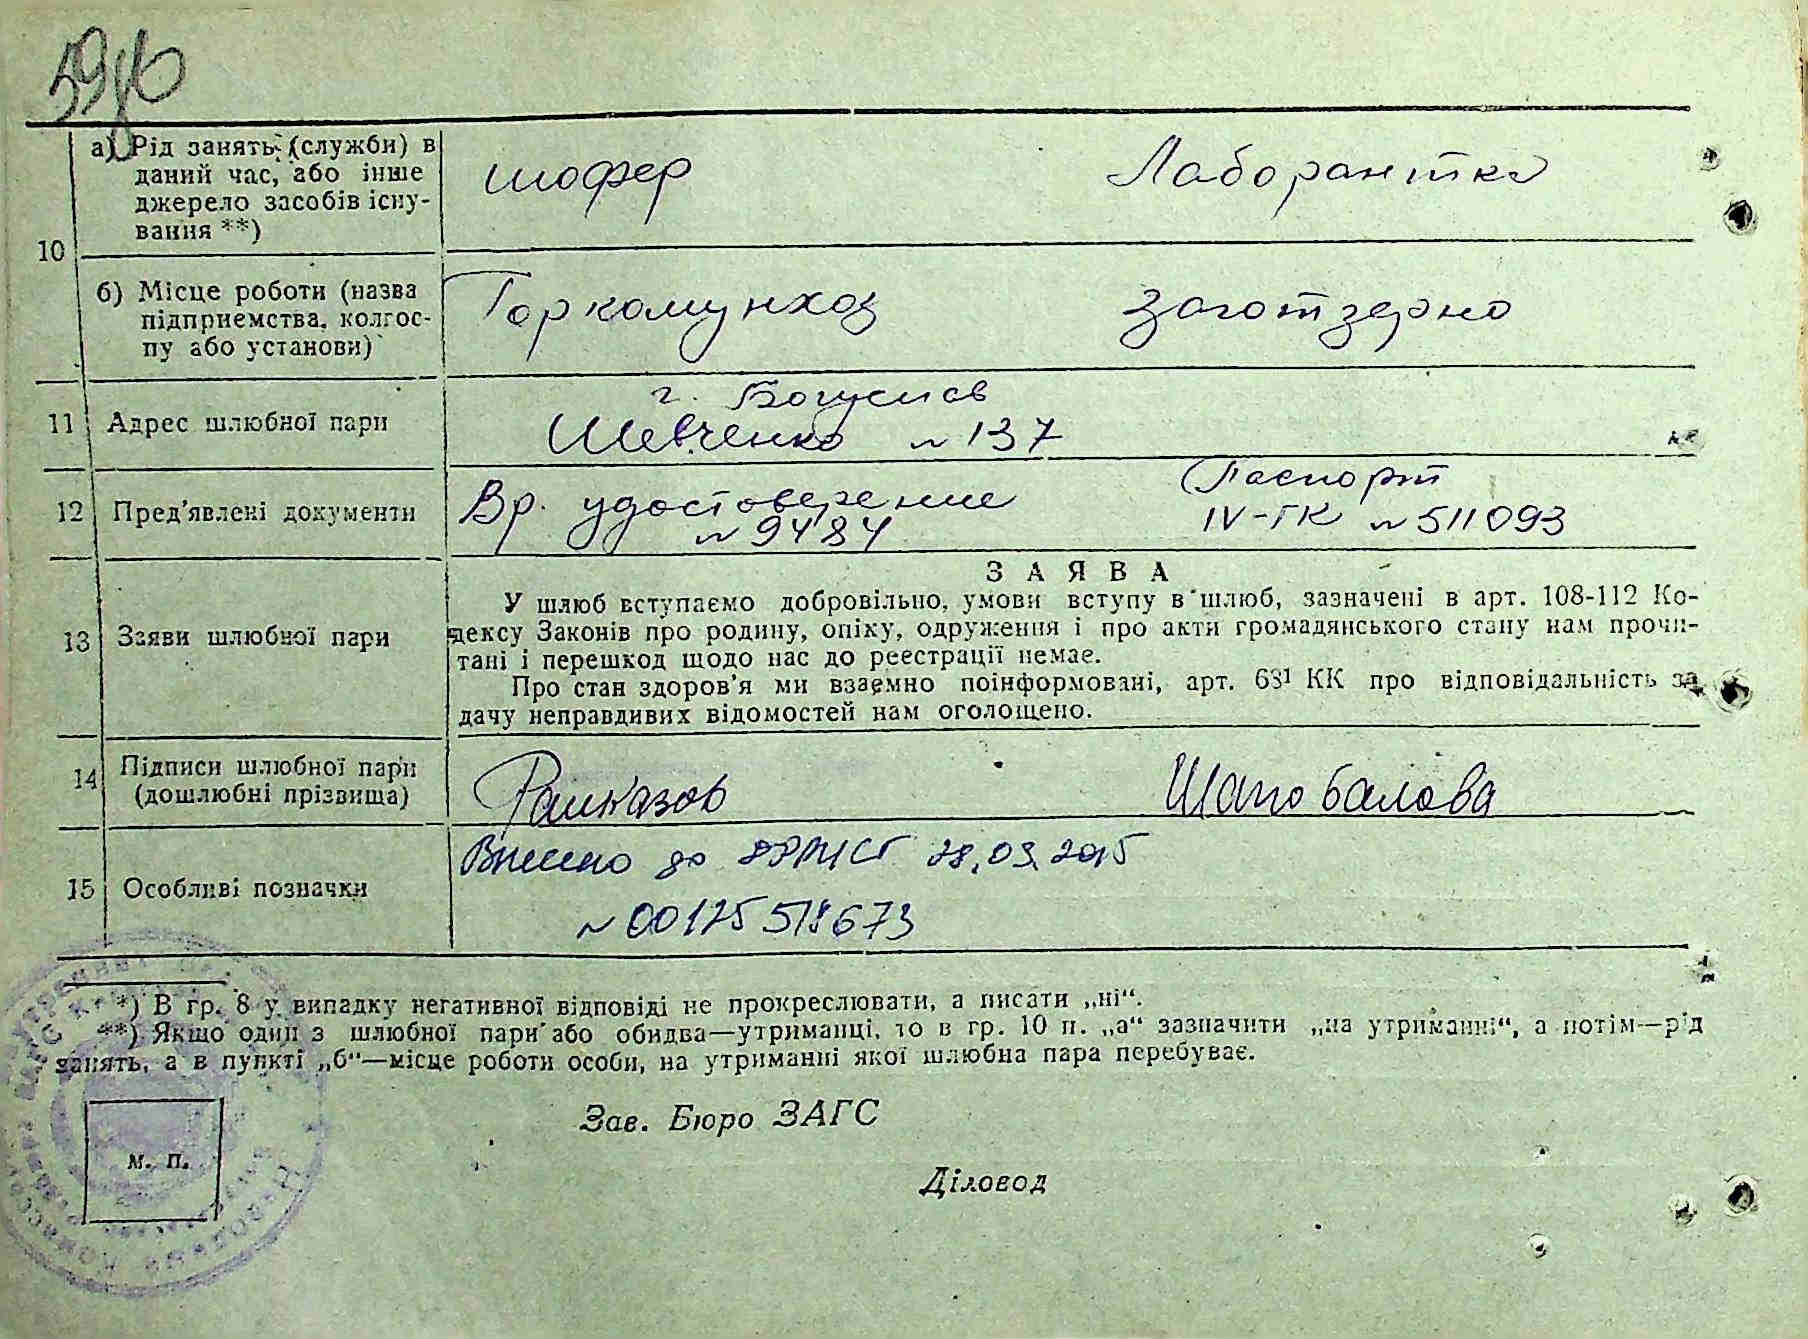 а) Рід занять (служби) в
даний час, або інше
джерело засобів існу-
вання **)
шофер Лаборантка
10
б) Місце роботи (назва
підприємства, колгос-
пу або установи)
Горкомунхоз Заготзерно
11 Адрес шлюбної пари
г. Богуслав
Шевченко № 137
12 Пред'явлені документи
Вр. удостоверение
№ 9484
Паспорт
IV-ГК № 511093
13 Заяви шлюбної пари
ЗАЯВА
У шлюб вступаємо добровільно, умови вступу в шлюб, зазначені в арт. 108-112 Ко-
дексу Законів про родину, опіку, одруження і про акти громадянського стану нам прочи-
тані і перешкод щодо нас до реєстрації немає.
Про стан здоров'я ми взаємно поінформовані, арт. 68¹ КК про відповідальність за
дачу неправдивих відомостей нам оголошено.
14 Підписи шлюбної пари
(дошлюбні прізвища)
Шапобалова
15 Особливі позначки
Внесено до ДРАЦСГ 28.09.2015
№ 00125518673
*) В гр. 8 у випадку негативної відповіді не прокреслювати, а писати „ні“.
**) Якщо один з шлюбної пари або обидва—утриманці, то в гр. 10 п. „а“ зазначити „на утриманні“, а потім—рід
занять, а в пункті „б“—місце роботи особи, на утриманні якої шлюбна пара перебуває.
Зав. Бюро ЗАГС
М. П.
Діловод